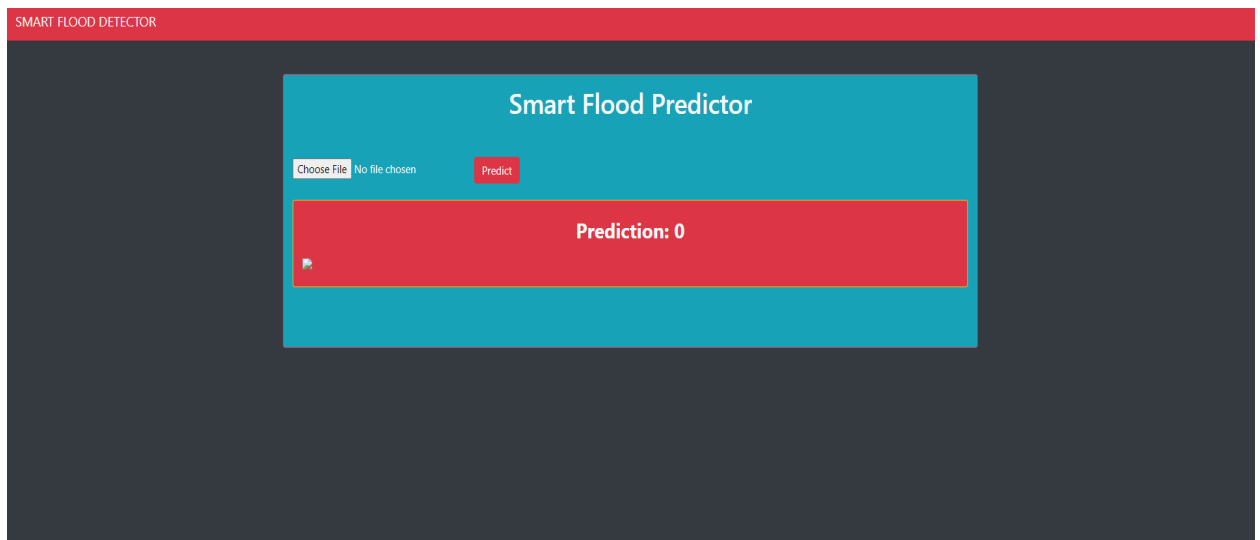 SMART FLOOD DETECTOR
Smart Flood Predictor
Choose File No file chosen Predict
Prediction: 0